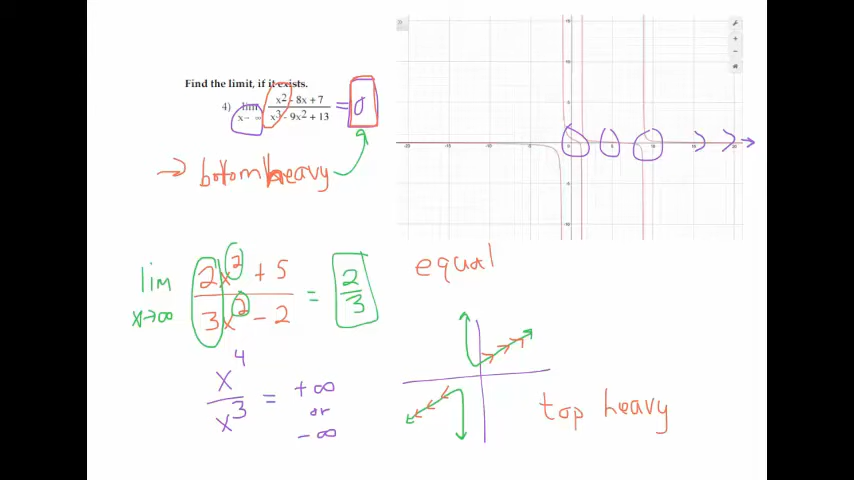 Find the limit, if it exists.
4) lim x→∞ x² - 8x + 7 / x³ - 9x² + 13 = 0
→ bottom heavy
lim x→∞ 2x² + 5 / 3x² - 2 = 2/3
equal
x⁴ / x³ = +∞ or -∞
top heavy